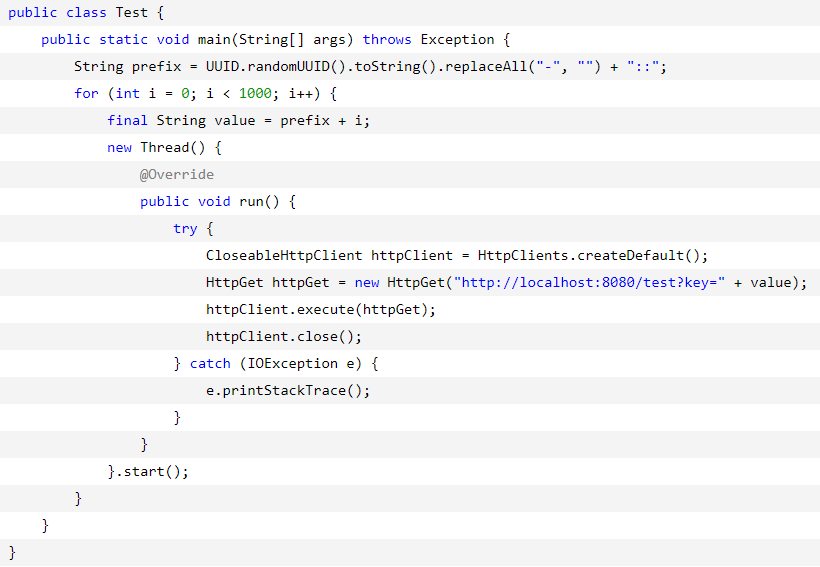 public class Test {
    public static void main(String[] args) throws Exception {
        String prefix = UUID.randomUUID().toString().replaceAll("-", "") + "::";
        for (int i = 0; i < 1000; i++) {
            final String value = prefix + i;
            new Thread() {
                @Override
                public void run() {
                    try {
                        CloseableHttpClient httpClient = HttpClients.createDefault();
                        HttpGet httpGet = new HttpGet("http://localhost:8080/test?key=" + value);
                        httpClient.execute(httpGet);
                        httpClient.close();
                    } catch (IOException e) {
                        e.printStackTrace();
                    }
                }
            }.start();
        }
    }
}